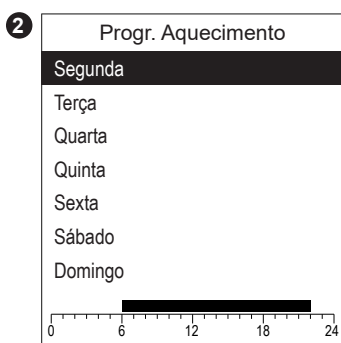 2
Progr. Aquecimento
Segunda
Terça
Quarta
Quinta
Sexta
Sábado
Domingo
0 6 12 18 24